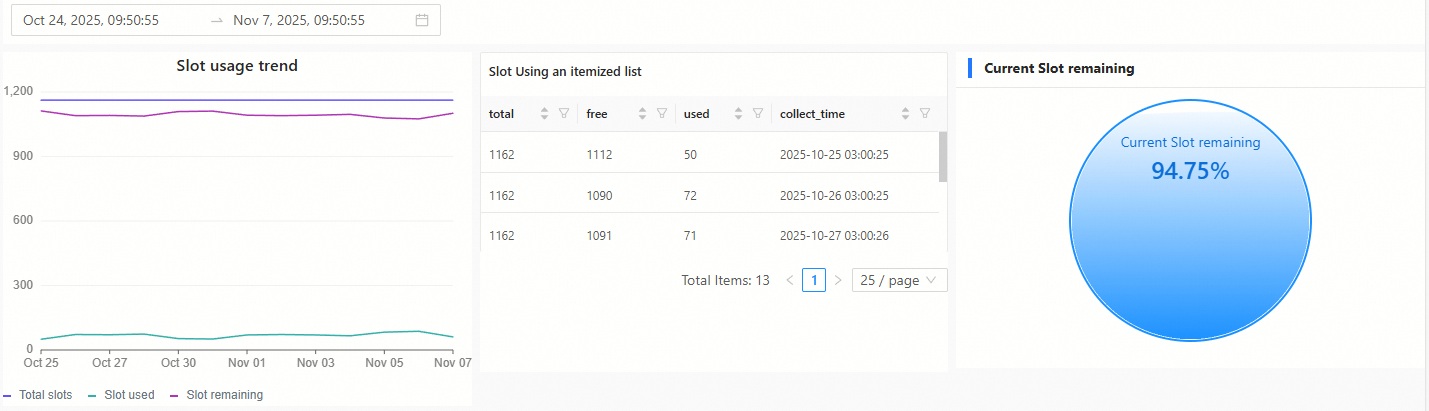 Oct 24, 2025, 09:50:55 → Nov 7, 2025, 09:50:55
Slot usage trend
1,200
900
600
300
0
Oct 25 Oct 27 Oct 30 Nov 01 Nov 03 Nov 05 Nov 07
Total slots Slot used Slot remaining
Slot Using an itemized list
total free used collect_time
1162 1112 50 2025-10-25 03:00:25
1162 1090 72 2025-10-26 03:00:25
1162 1091 71 2025-10-27 03:00:26
Total Items: 13 < 1 > 25 / page
Current Slot remaining
Current Slot remaining
94.75%